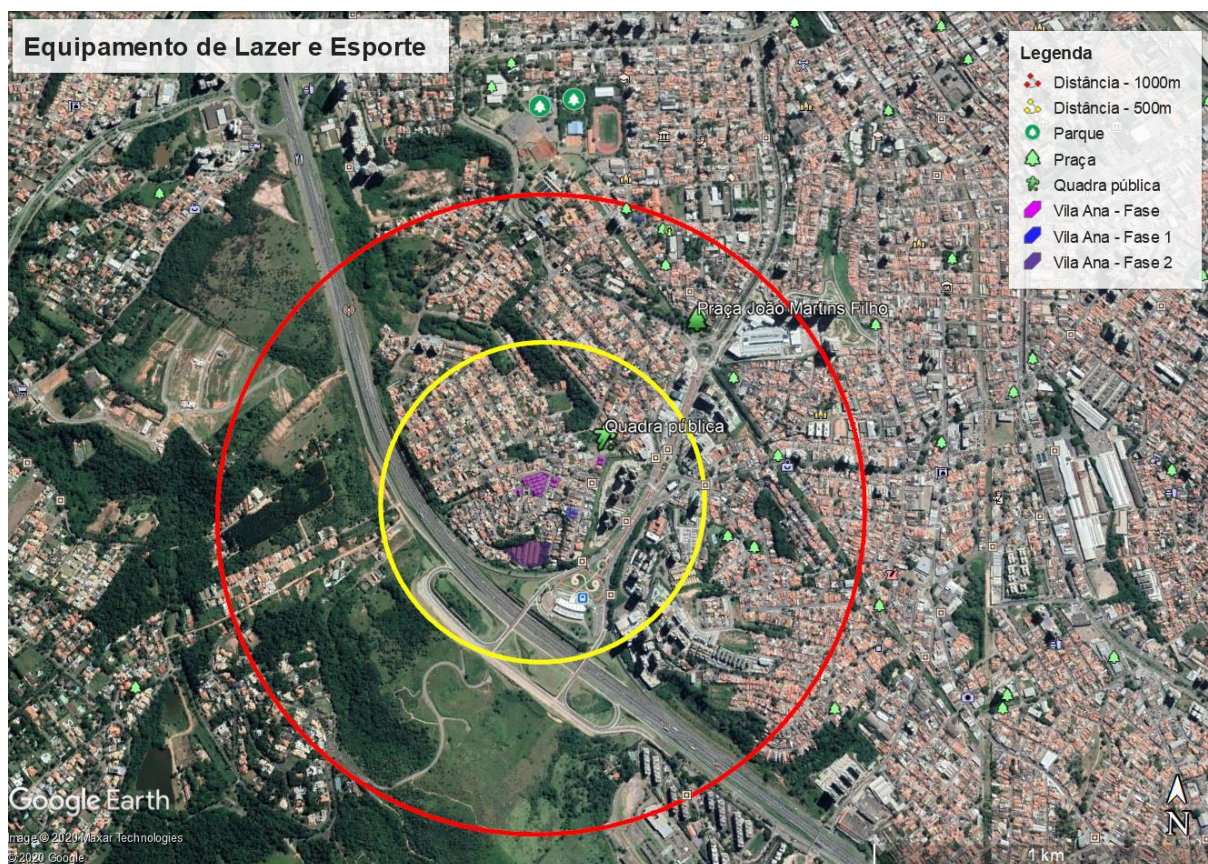 Equipamento de Lazer e Esporte
Legenda
Distância - 1000m
Distância - 500m
Parque
Praça
Quadra pública
Vila Ana - Fase
Vila Ana - Fase 1
Vila Ana - Fase 2
Praça João Martins Filho
Quadra pública
Google Earth
Image © 2020 Maxar Technologies
© 2020 Google
1 km
N